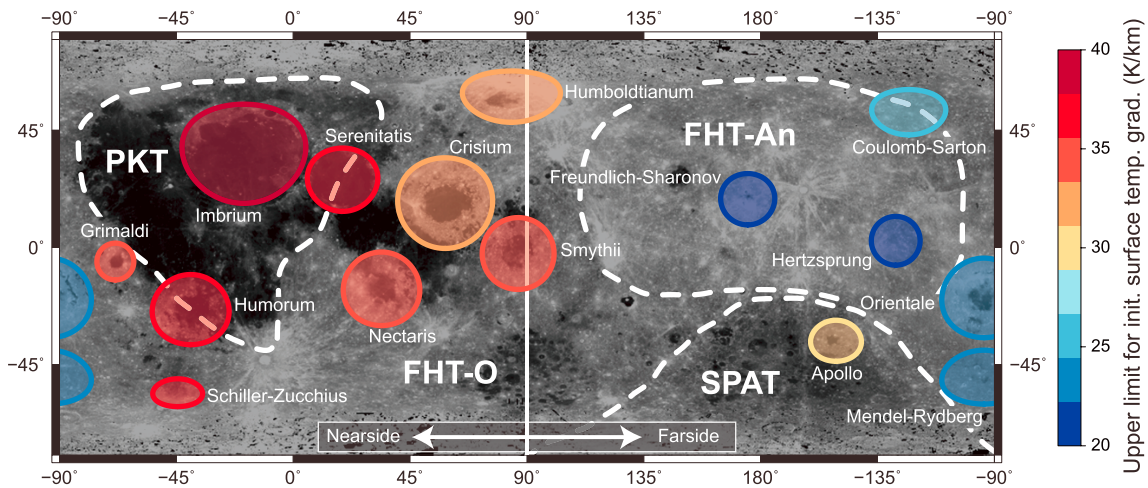 −90° −45° 0° 45° 90° 135° 180° −135° −90°
Humboldtianum
45°
Serenitatis
Crisium
FHT-An
45°
Coulomb-Sarton
PKT
Freundlich-Sharonov
Imbrium
Grimaldi
0°
Smythii
Hertzsprung
0°
Humorum
Orientale
Nectaris
−45°
FHT-O
SPAT
Apollo
−45°
Schiller-Zucchius
Mendel-Rydberg
Nearside
Farside
−90° −45° 0° 45° 90° 135° 180° −135° −90°
40
35
30
25
20
Upper limit for init. surface temp. grad. (K/km)